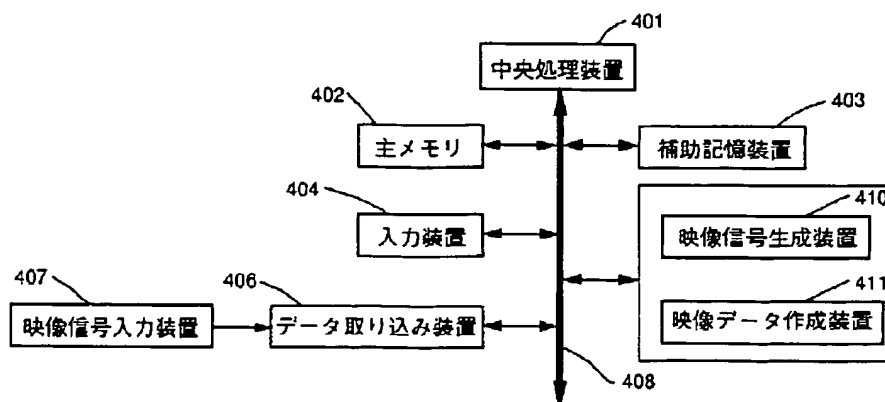 401
中央処理装置
402
403
主メモリ
補助記憶装置
404
410
入力装置
映像信号生成装置
407
406
411
映像信号入力装置
データ取り込み装置
映像データ作成装置
408